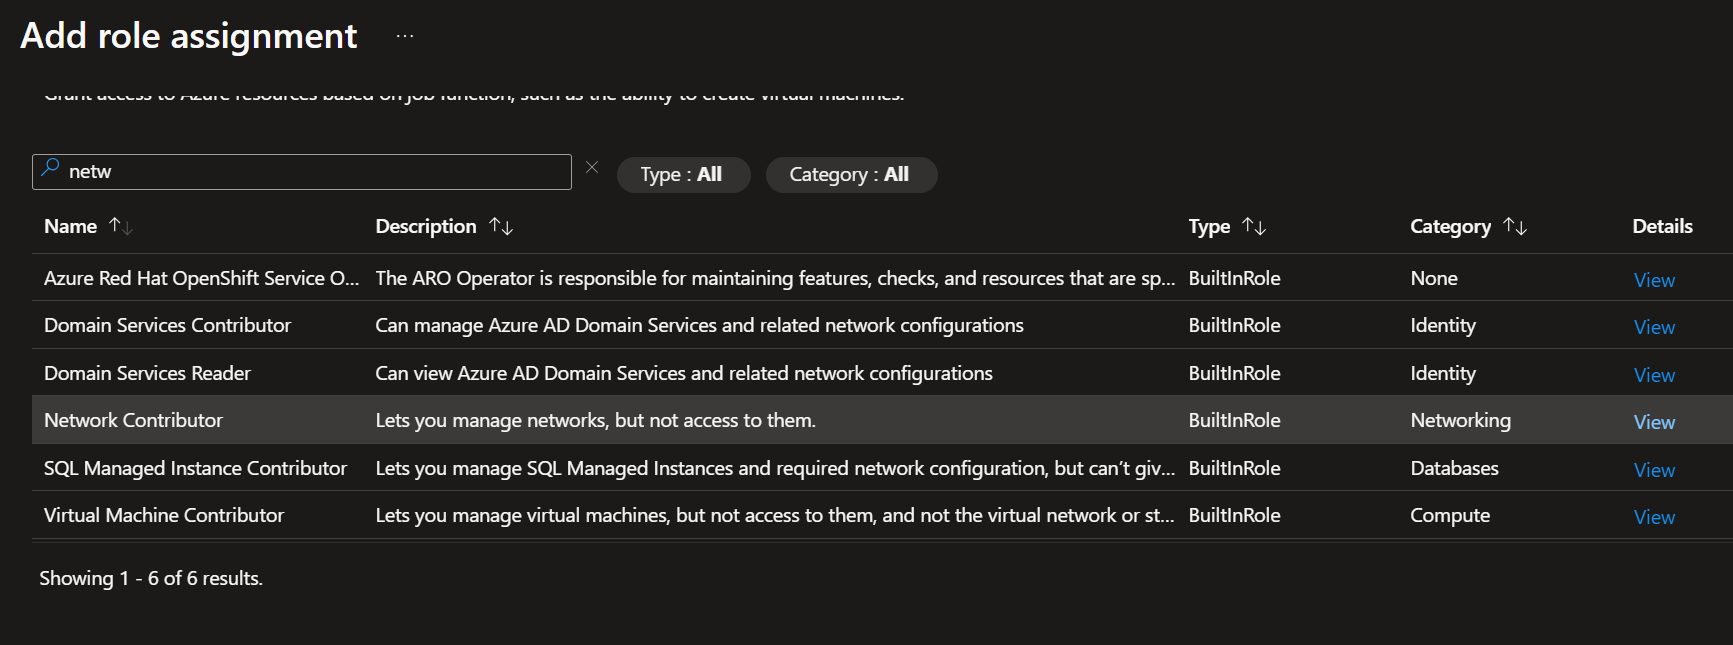 Add role assignment ...
Grant access to Azure resources based on job function, such as the ability to create virtual machines.
netw
Type : All
Category : All
Name Description Type Category Details
Azure Red Hat OpenShift Service O... The ARO Operator is responsible for maintaining features, checks, and resources that are sp... BuiltInRole None View
Domain Services Contributor Can manage Azure AD Domain Services and related network configurations BuiltInRole Identity View
Domain Services Reader Can view Azure AD Domain Services and related network configurations BuiltInRole Identity View
Network Contributor Lets you manage networks, but not access to them. BuiltInRole Networking View
SQL Managed Instance Contributor Lets you manage SQL Managed Instances and required network configuration, but can’t giv... BuiltInRole Databases View
Virtual Machine Contributor Lets you manage virtual machines, but not access to them, and not the virtual network or st... BuiltInRole Compute View
Showing 1 - 6 of 6 results.